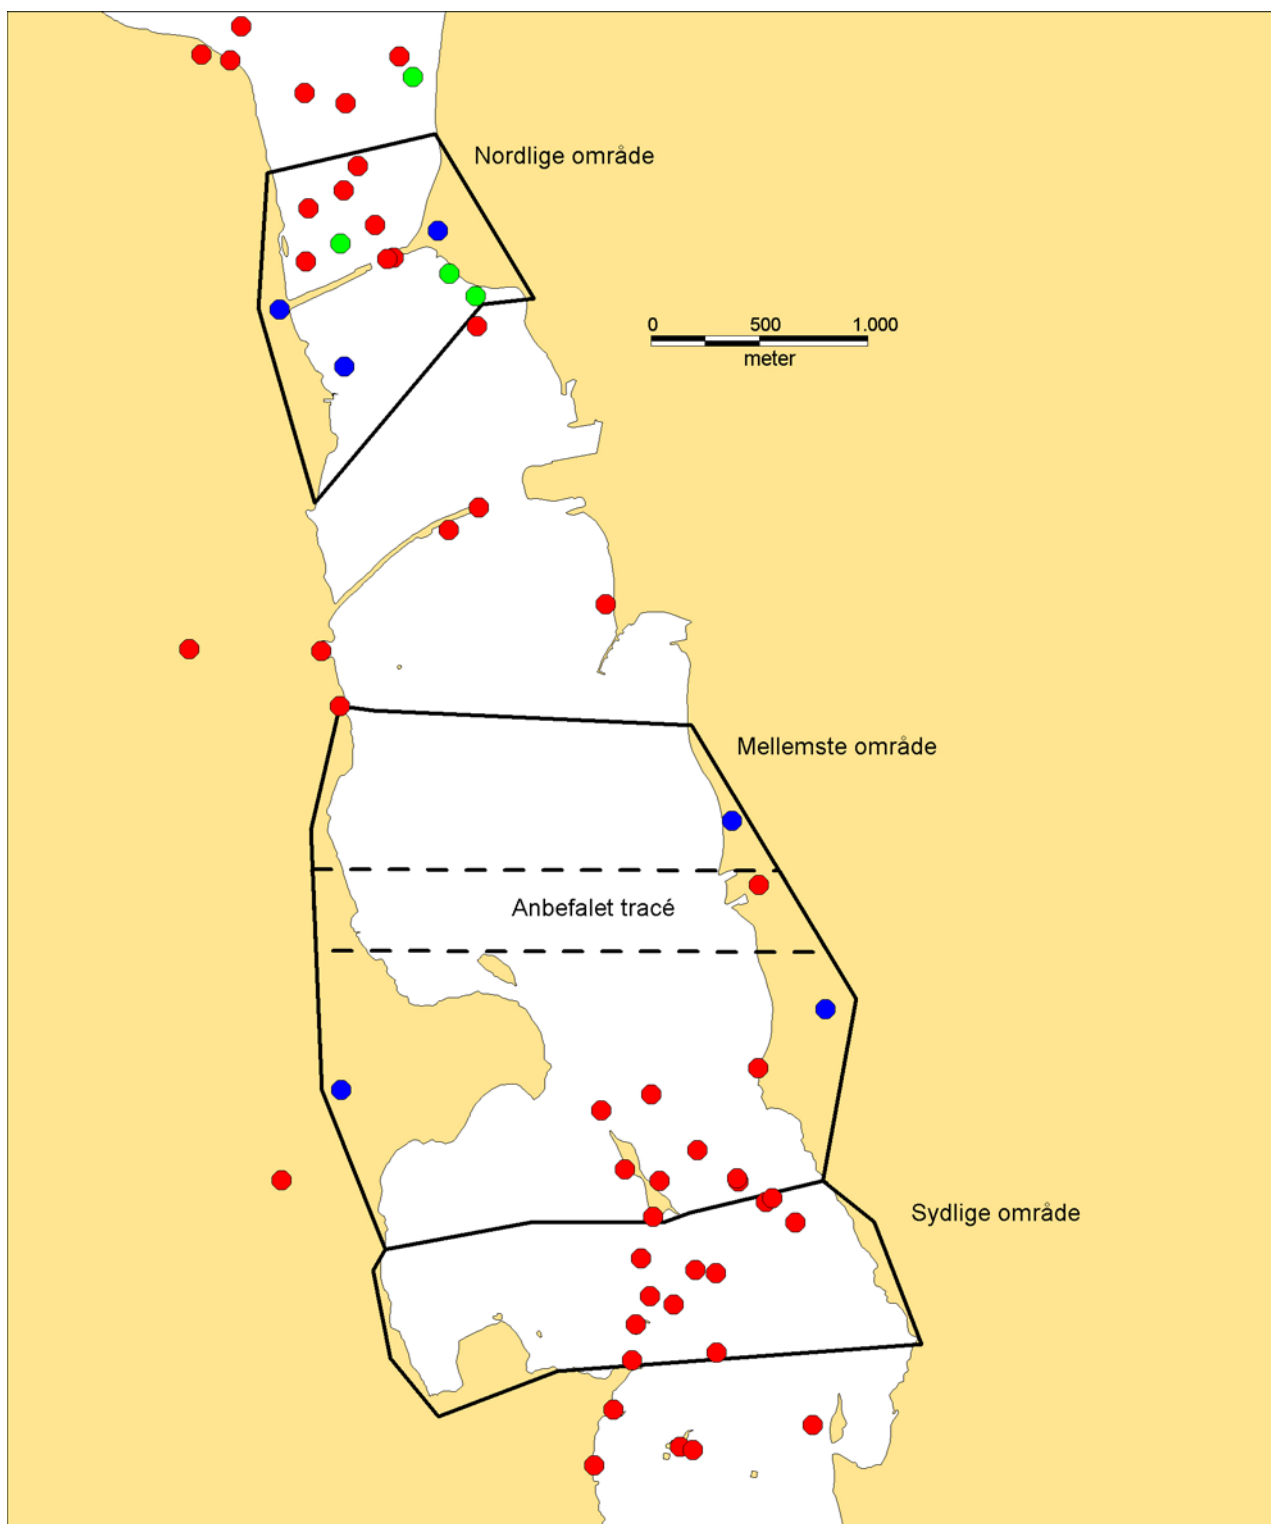 Nordlige område
0 500 1.000
meter
Mellemste område
Anbefalet tracé
Sydlige område